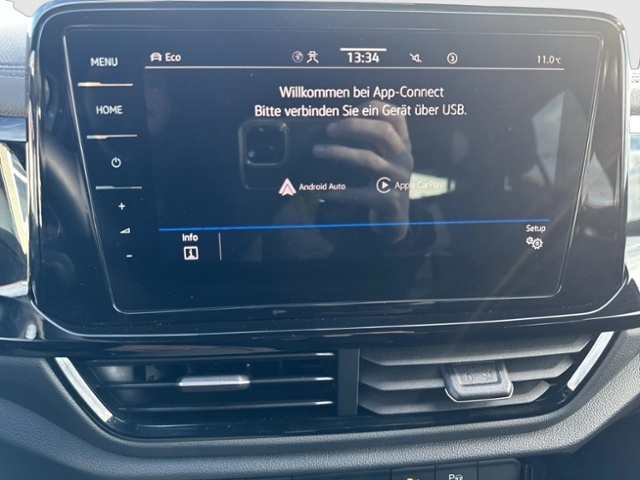 MENU
Eco
13:34
3
11.0°C
HOME
Willkommen bei App-Connect
Bitte verbinden Sie ein Gerät über USB.
Android Auto
Apple CarPlay
+
-
Info
Setup
P